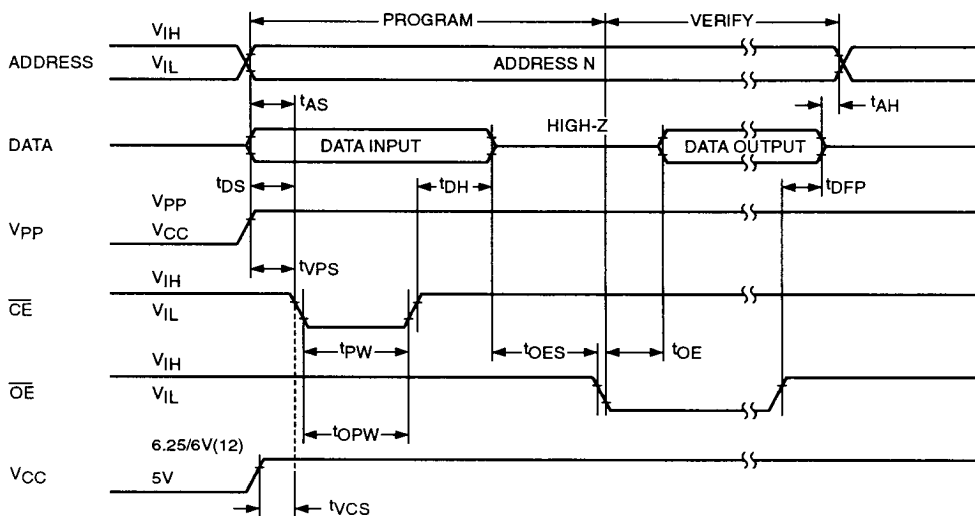 PROGRAM VERIFY
VIH
ADDRESS
VIL
ADDRESS N
tAS
tAH
HIGH-Z
DATA
DATA INPUT
DATA OUTPUT
tDS
tDH
tDFP
VPP
VPP
VCC
tVPS
VIH
CE
VIL
tPW
tOES
tOE
VIH
OE
VIL
tOPW
6.25/6V(12)
VCC
5V
tVCS